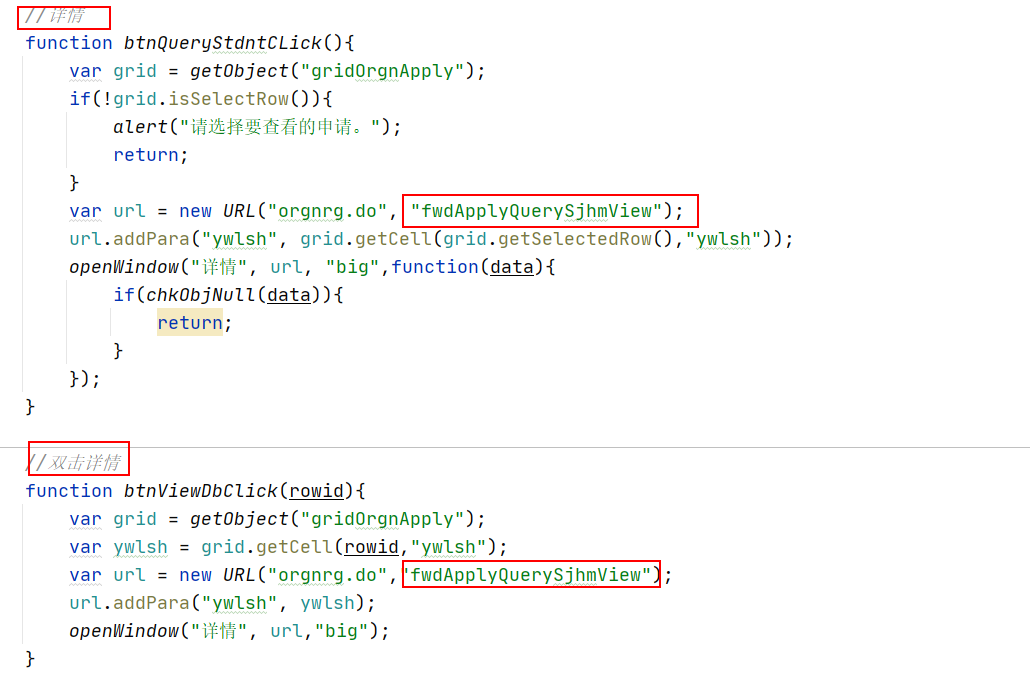 //详情
function btnQueryStdntCLick(){
    var grid = getObject("gridOrgnApply");
    if(!grid.isSelectRow()){
        alert("请选择要查看的申请。");
        return;
    }
    var url = new URL("orgnrg.do", "fwdApplyQuerySjhmView");
    url.addPara("ywlsh", grid.getCell(grid.getSelectedRow(),"ywlsh"));
    openWindow("详情", url, "big",function(data){
        if(chkObjNull(data)){
            return;
        }
    });
}
//双击详情
function btnViewDbClick(rowid){
    var grid = getObject("gridOrgnApply");
    var ywlsh = grid.getCell(rowid,"ywlsh");
    var url = new URL("orgnrg.do","fwdApplyQuerySjhmView");
    url.addPara("ywlsh", ywlsh);
    openWindow("详情", url,"big");
}